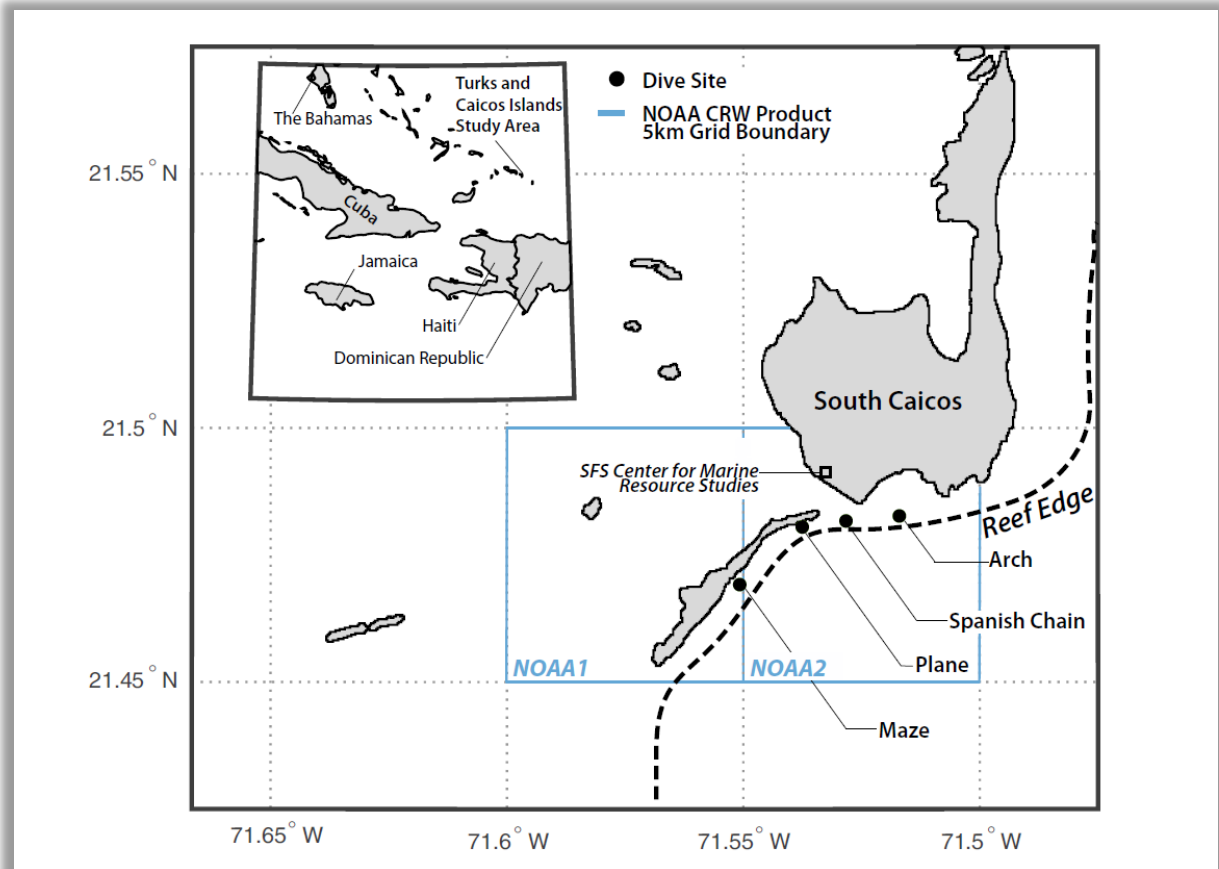 The Bahamas
Turks and
Caicos Islands
Study Area
Cuba
Jamaica
Haiti
Dominican Republic
Dive Site
NOAA CRW Product
5km Grid Boundary
21.55° N
21.5° N
21.45° N
South Caicos
SFS Center for Marine
Resource Studies
Reef Edge
Arch
Spanish Chain
Plane
Maze
NOAA1
NOAA2
71.65° W
71.6° W
71.55° W
71.5° W